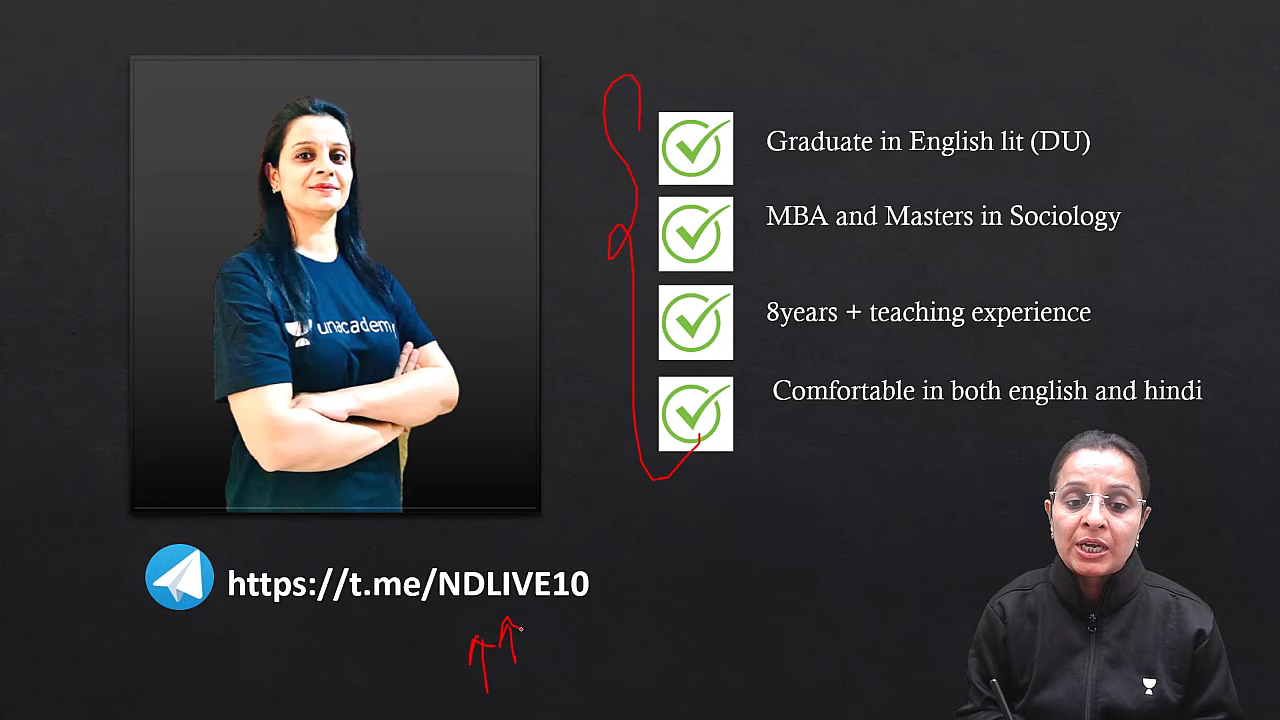 Graduate in English lit (DU)
MBA and Masters in Sociology
8years + teaching experience
Comfortable in both english and hindi
unacademy
https://t.me/NDLIVE10